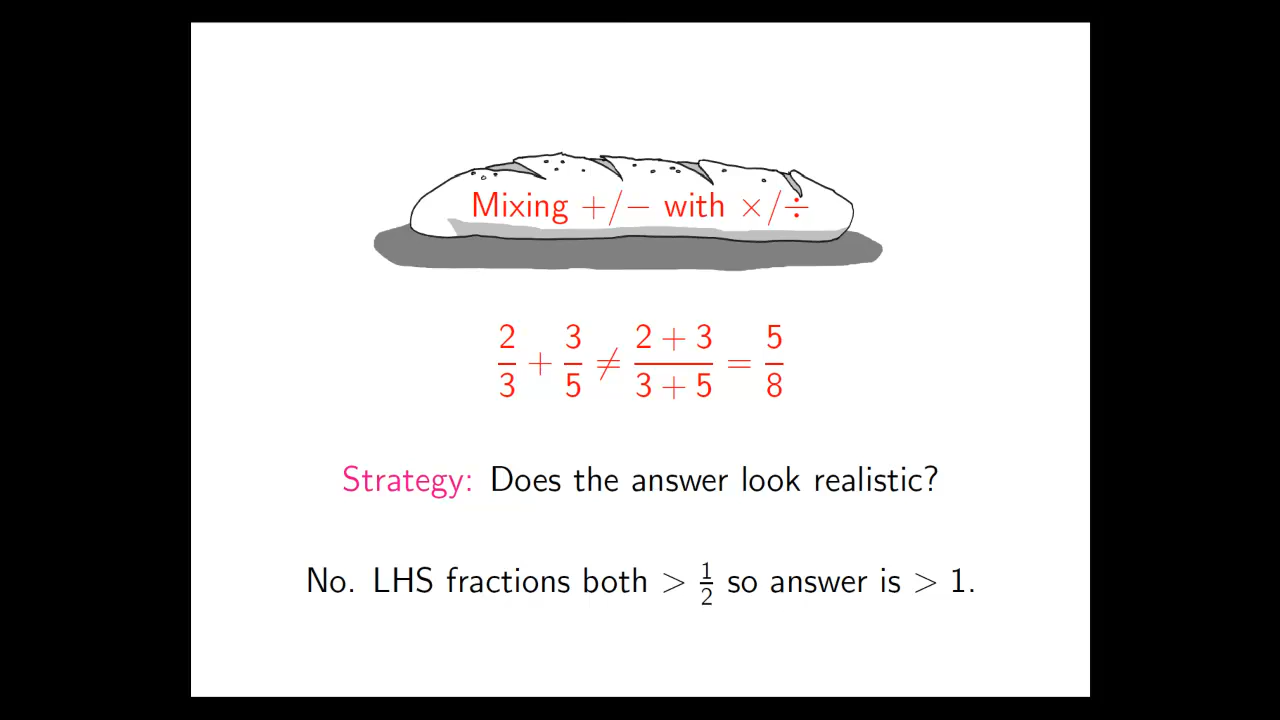 Mixing +/− with ×/÷
2/3 + 3/5 ≠ (2 + 3)/(3 + 5) = 5/8
Strategy: Does the answer look realistic?
No. LHS fractions both > 1/2 so answer is > 1.